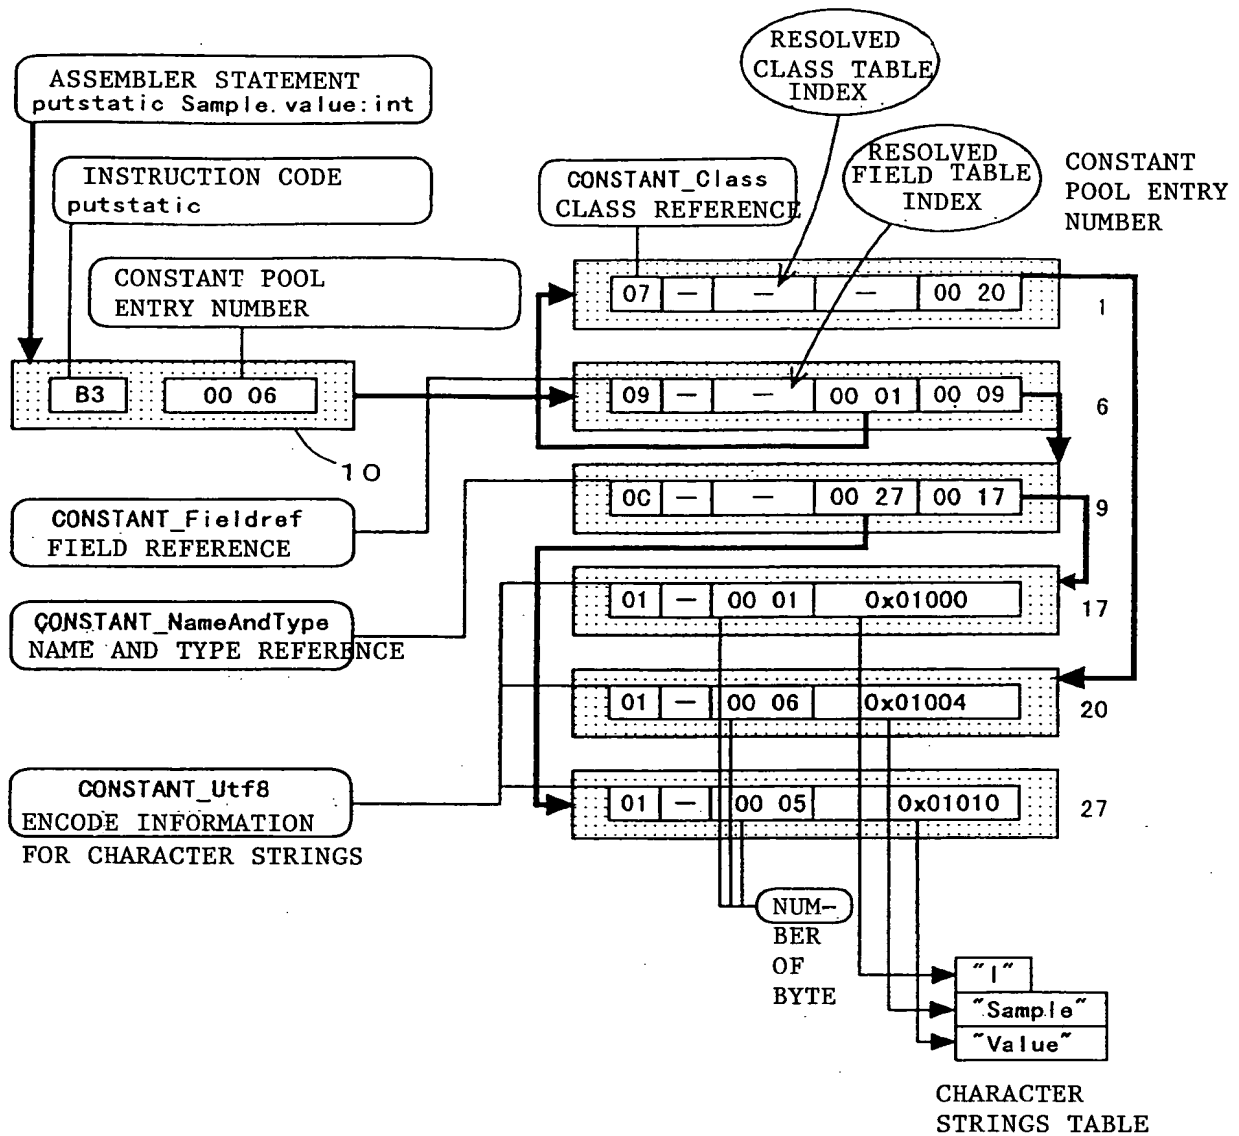 RESOLVED
CLASS TABLE
INDEX
ASSEMBLER STATEMENT
putstatic Sample.value:int
RESOLVED
FIELD TABLE
INDEX
CONSTANT
POOL ENTRY
NUMBER
INSTRUCTION CODE
putstatic
CONSTANT_Class
CLASS REFERENCE
CONSTANT POOL
ENTRY NUMBER
07 — — — 00 20
1
B3 00 06
09 — — 00 01 00 09
6
10
0C — — 00 27 00 17
9
CONSTANT_Fieldref
FIELD REFERENCE
01 — 00 01 0x01000
17
CONSTANT_NameAndType
NAME AND TYPE REFERENCE
01 — 00 06 0x01004
20
CONSTANT_Utf8
ENCODE INFORMATION
FOR CHARACTER STRINGS
01 — 00 05 0x01010
27
NUM-
BER
OF
BYTE
"I"
"Sample"
"Value"
CHARACTER
STRINGS TABLE